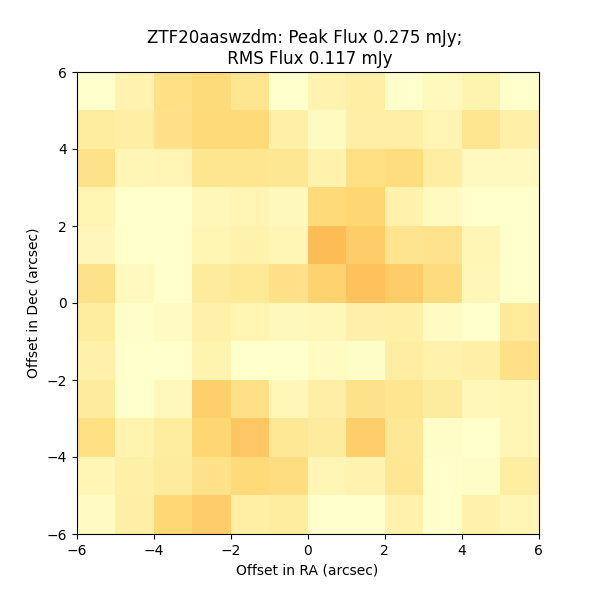 ZTF20aaswzdm: Peak Flux 0.275 mJy;
RMS Flux 0.117 mJy
6
4
2
0
−2
−4
−6
Offset in Dec (arcsec)
−6 −4 −2 0 2 4 6
Offset in RA (arcsec)